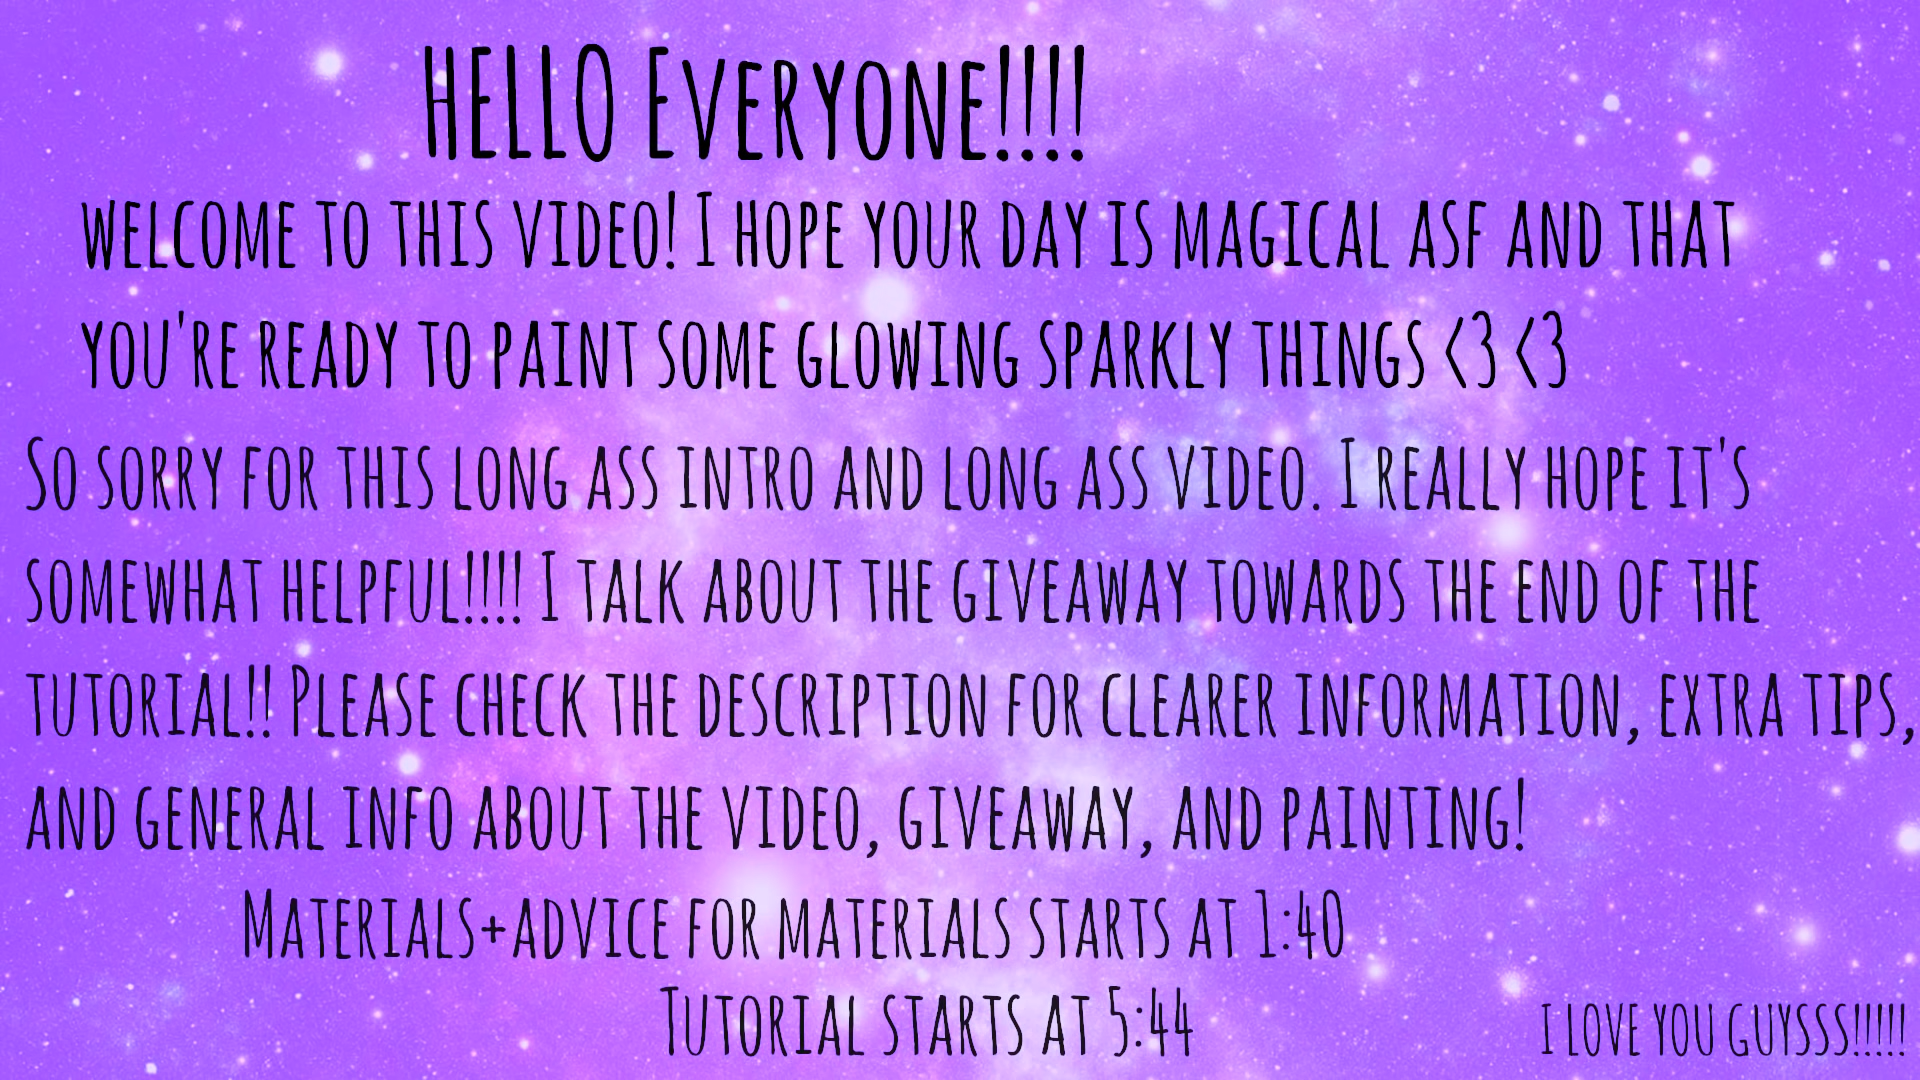 HELLO EVERYONE!!!!
WELCOME TO THIS VIDEO! I HOPE YOUR DAY IS MAGICAL ASF AND THAT
YOU'RE READY TO PAINT SOME GLOWING SPARKLY THINGS <3 <3
SO SORRY FOR THIS LONG ASS INTRO AND LONG ASS VIDEO. I REALLY HOPE IT'S
SOMEWHAT HELPFUL!!!! I TALK ABOUT THE GIVEAWAY TOWARDS THE END OF THE
TUTORIAL!! PLEASE CHECK THE DESCRIPTION FOR CLEARER INFORMATION, EXTRA TIPS,
AND GENERAL INFO ABOUT THE VIDEO, GIVEAWAY, AND PAINTING!
MATERIALS+ADVICE FOR MATERIALS STARTS AT 1:40
TUTORIAL STARTS AT 5:44
I LOVE YOU GUYSSS!!!!!